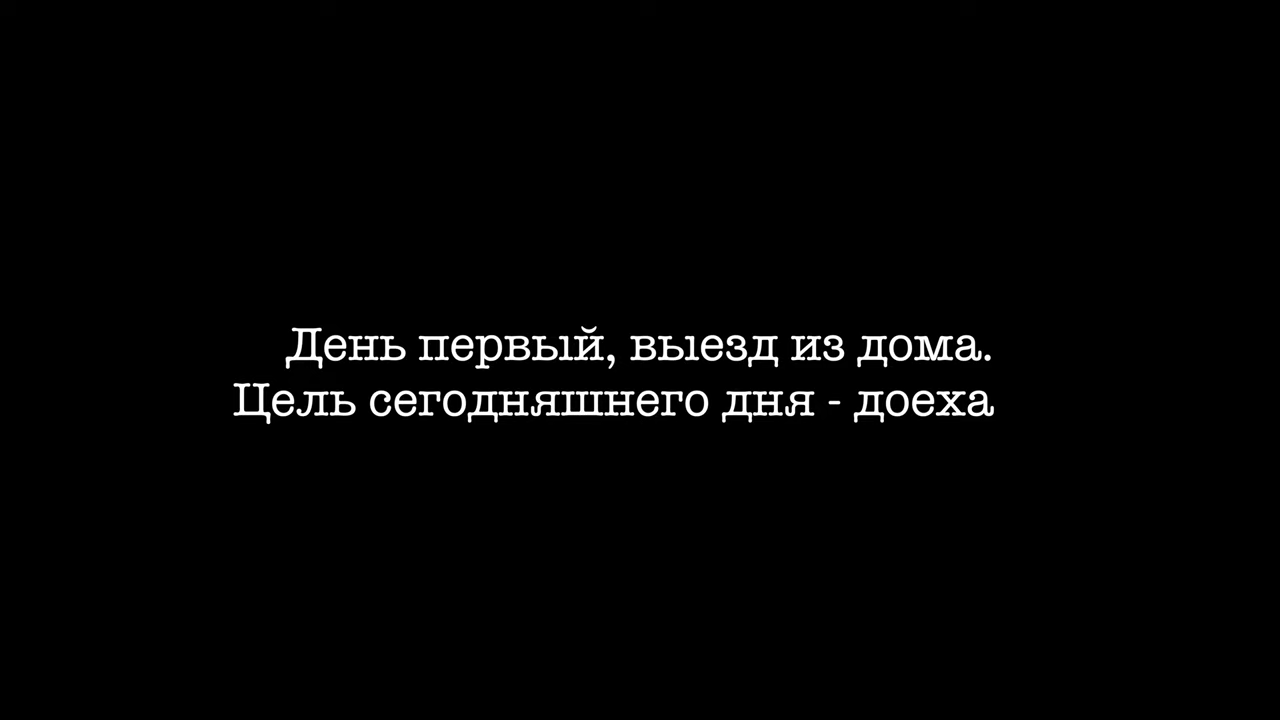 День первый, выезд из дома.
Цель сегодняшнего дня - доеха